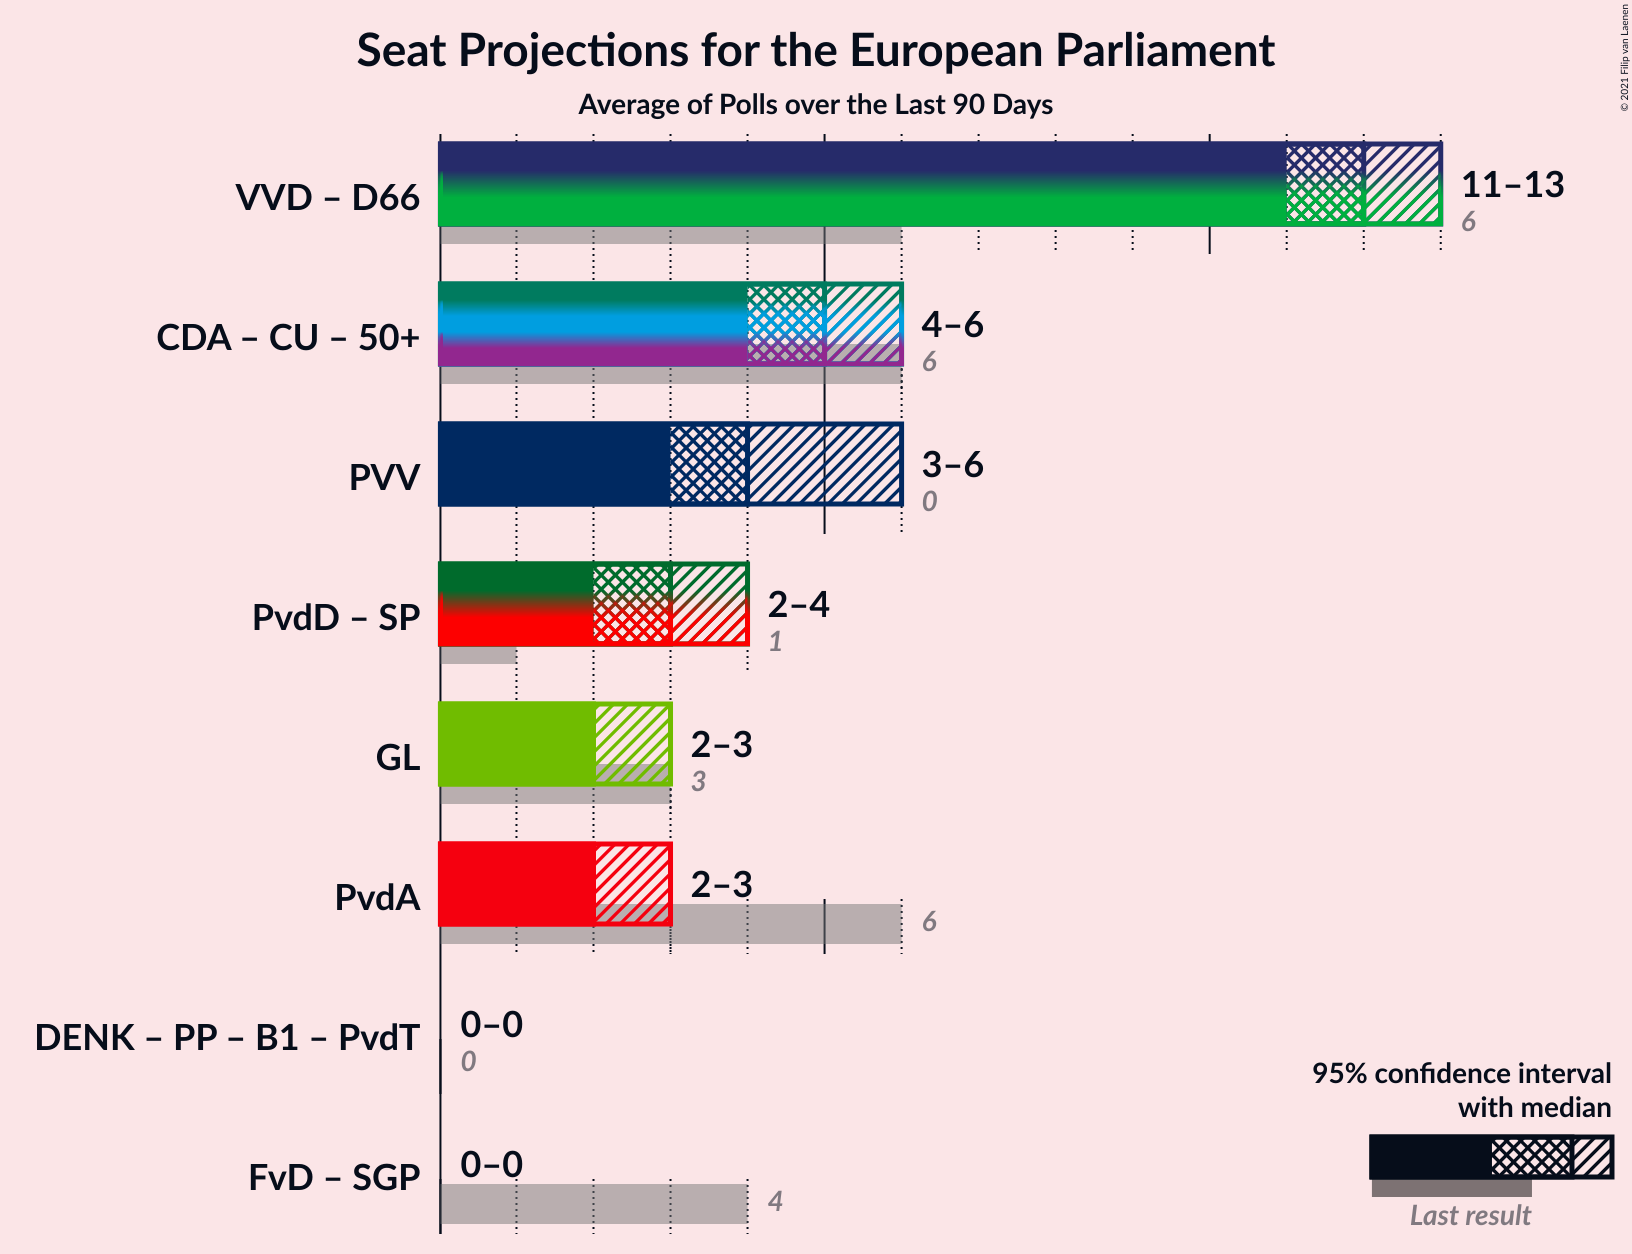 Seat Projections for the European Parliament
Average of Polls over the Last 90 Days
© 2021 Filip van Laenen
VVD – D66
11–13
6
CDA – CU – 50+
4–6
6
PVV
3–6
0
PvdD – SP
2–4
1
GL
2–3
3
PvdA
2–3
6
DENK – PP – B1 – PvdT
0–0
0
FvD – SGP
0–0
4
95% confidence interval
with median
Last result